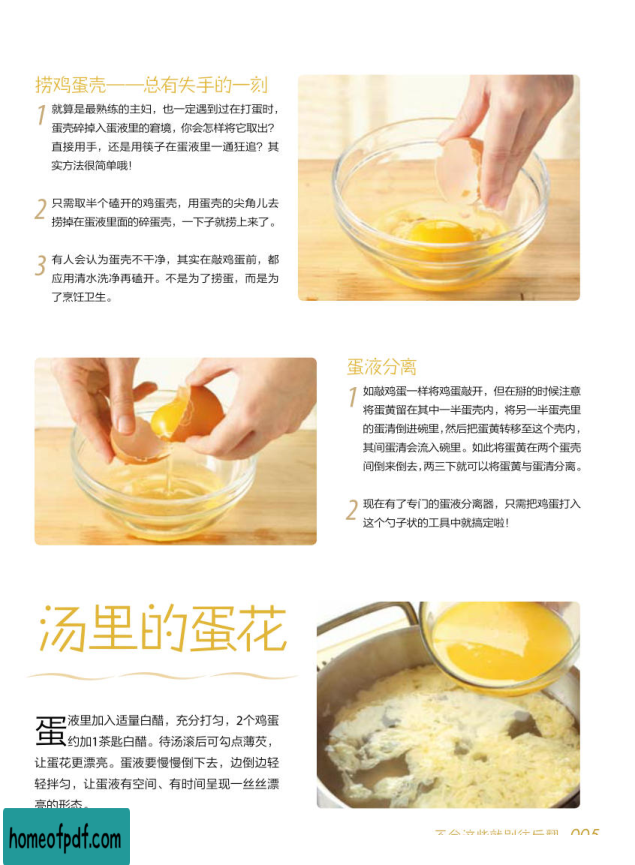 捞鸡蛋壳——总有失手的一刻
1 就算是最熟练的主妇，也一定遇到过在打蛋时，
蛋壳碎掉入蛋液里的窘境，你会怎样将它取出？
直接用手，还是用筷子在蛋液里一通狂追？其
实方法很简单哦！
2 只需取半个磕开的鸡蛋壳，用蛋壳的尖角儿去
捞掉在蛋液里面的碎蛋壳，一下子就捞上来了。
3 有人会认为蛋壳不干净，其实在敲鸡蛋前，都
应用清水洗净再磕开。不是为了捞蛋，而是为
了烹饪卫生。
蛋液分离
1 如敲鸡蛋一样将鸡蛋敲开，但在掰的时候注意
将蛋黄留在其中一半蛋壳内，将另一半蛋壳里
的蛋清倒进碗里，然后把蛋黄转移至这个壳内，
其间蛋清会流入碗里。如此将蛋黄在两个蛋壳
间倒来倒去，两三下就可以将蛋黄与蛋清分离。
2 现在有了专门的蛋液分离器，只需把鸡蛋打入
这个勺子状的工具中就搞定啦！
汤里的蛋花
蛋液里加入适量白醋，充分打匀，2个鸡蛋
约加1茶匙白醋。待汤滚后可勾点薄芡，
让蛋花更漂亮。蛋液要慢慢倒下去，边倒边轻
轻拌匀，让蛋液有空间、有时间呈现一丝丝漂
亮的形态。
homeofpdf.com
不会这些就别往后翻 005